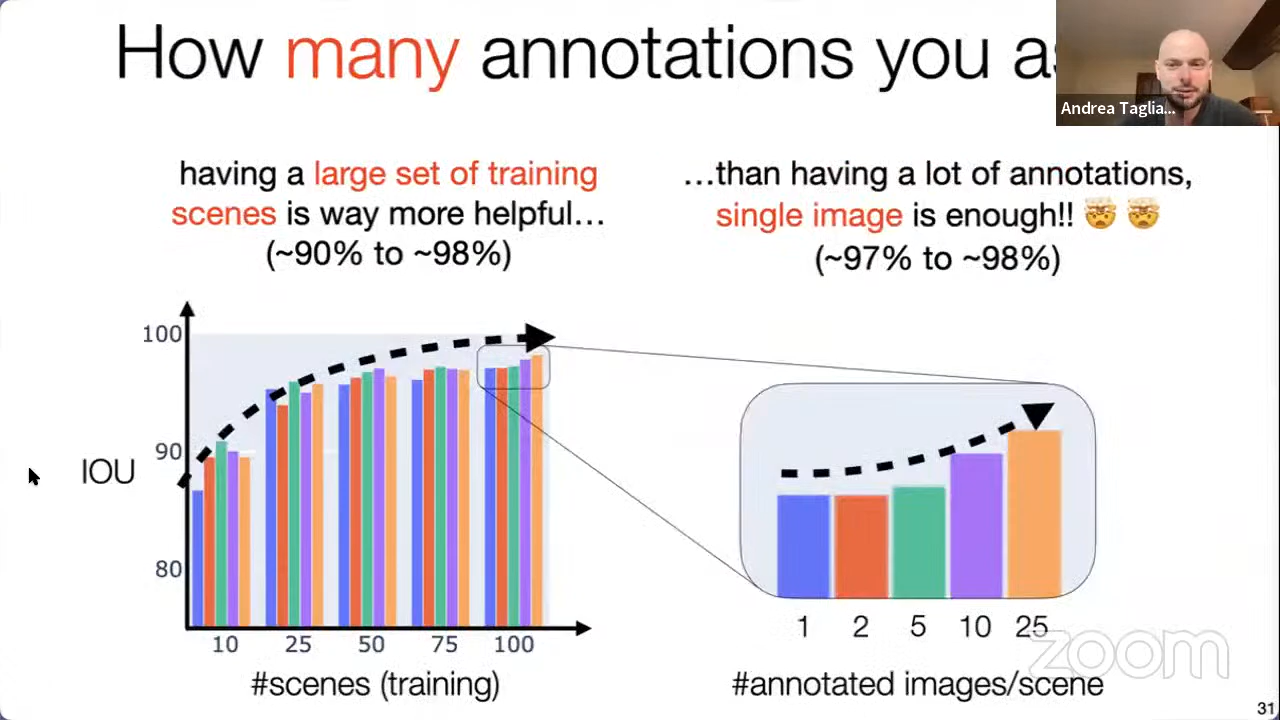 How many annotations you as
Andrea Taglia...
having a large set of training
scenes is way more helpful...
(~90% to ~98%)
...than having a lot of annotations,
single image is enough!! 🤯 🤯
(~97% to ~98%)
100
90
80
IOU
10 25 50 75 100
#scenes (training)
1 2 5 10 25
#annotated images/scene
zoom
31